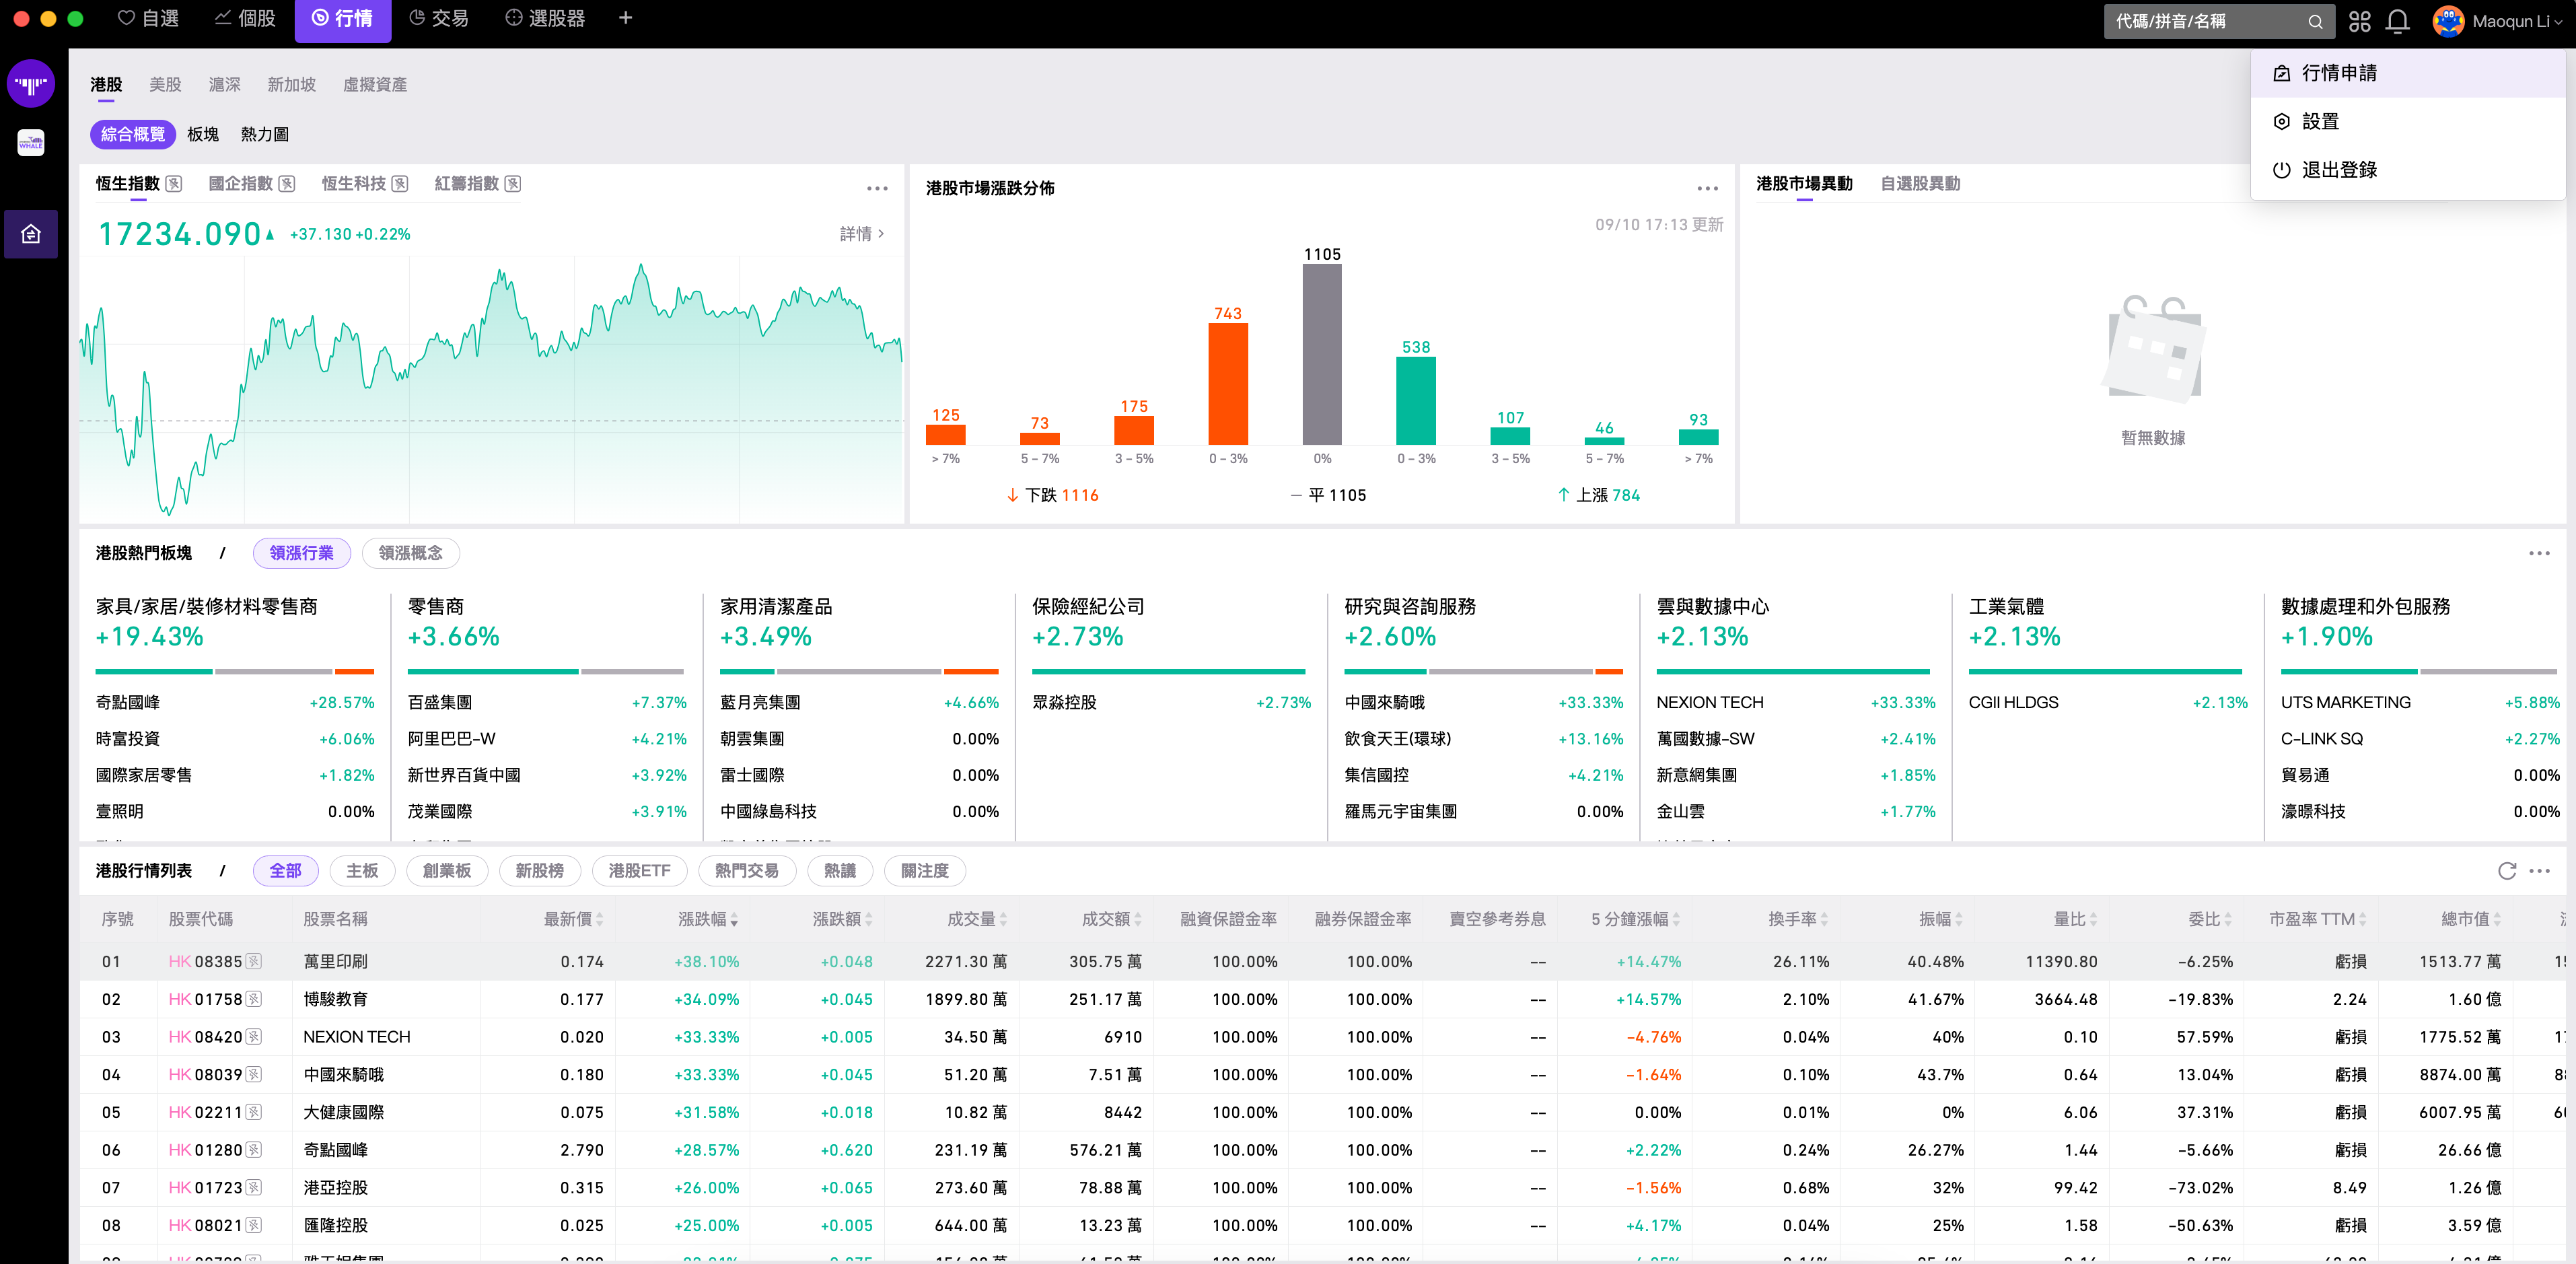 自選 個股 行情 交易 選股器 +
代碼/拼音/名稱 Maoqun Li
行情申請
設置
退出登錄
WHALE
港股 美股 滬深 新加坡 虛擬資產
綜合概覽 板塊 熱力圖
恆生指數 國企指數 恆生科技 紅籌指數
17234.090 +37.130 +0.22% 詳情
港股市場漲跌分佈
09/10 17:13 更新
125 73 175 743 1105 538 107 46 93
> 7% 5 – 7% 3 – 5% 0 – 3% 0% 0 – 3% 3 – 5% 5 – 7% > 7%
下跌 1116 平 1105 上漲 784
港股市場異動 自選股異動
暫無數據
港股熱門板塊 / 領漲行業 領漲概念
家具/家居/裝修材料零售商
+19.43%
奇點國峰 +28.57%
時富投資 +6.06%
國際家居零售 +1.82%
壹照明 0.00%
零售商
+3.66%
百盛集團 +7.37%
阿里巴巴-W +4.21%
新世界百貨中國 +3.92%
茂業國際 +3.91%
家用清潔產品
+3.49%
藍月亮集團 +4.66%
朝雲集團 0.00%
雷士國際 0.00%
中國綠島科技 0.00%
保險經紀公司
+2.73%
眾淼控股 +2.73%
研究與咨詢服務
+2.60%
中國來騎哦 +33.33%
飲食天王(環球) +13.16%
集信國控 +4.21%
羅馬元宇宙集團 0.00%
雲與數據中心
+2.13%
NEXION TECH +33.33%
萬國數據-SW +2.41%
新意網集團 +1.85%
金山雲 +1.77%
工業氣體
+2.13%
CGII HLDGS +2.13%
數據處理和外包服務
+1.90%
UTS MARKETING +5.88%
C-LINK SQ +2.27%
貿易通 0.00%
濠暻科技 0.00%
港股行情列表 / 全部 主板 創業板 新股榜 港股ETF 熱門交易 熱議 關注度
序號 股票代碼 股票名稱 最新價 漲跌幅 漲跌額 成交量 成交額 融資保證金率 融券保證金率 賣空參考券息 5 分鐘漲幅 換手率 振幅 量比 委比 市盈率 TTM 總市值
01 HK 08385 萬里印刷 0.174 +38.10% +0.048 2271.30 萬 305.75 萬 100.00% 100.00% -- +14.47% 26.11% 40.48% 11390.80 -6.25% 虧損 1513.77 萬
02 HK 01758 博駿教育 0.177 +34.09% +0.045 1899.80 萬 251.17 萬 100.00% 100.00% -- +14.57% 2.10% 41.67% 3664.48 -19.83% 2.24 1.60 億
03 HK 08420 NEXION TECH 0.020 +33.33% +0.005 34.50 萬 6910 100.00% 100.00% -- -4.76% 0.04% 40% 0.10 57.59% 虧損 1775.52 萬
04 HK 08039 中國來騎哦 0.180 +33.33% +0.045 51.20 萬 7.51 萬 100.00% 100.00% -- -1.64% 0.10% 43.7% 0.64 13.04% 虧損 8874.00 萬
05 HK 02211 大健康國際 0.075 +31.58% +0.018 10.82 萬 8442 100.00% 100.00% -- 0.00% 0.01% 0% 6.06 37.31% 虧損 6007.95 萬
06 HK 01280 奇點國峰 2.790 +28.57% +0.620 231.19 萬 576.21 萬 100.00% 100.00% -- +2.22% 0.24% 26.27% 1.44 -5.66% 虧損 26.66 億
07 HK 01723 港亞控股 0.315 +26.00% +0.065 273.60 萬 78.88 萬 100.00% 100.00% -- -1.56% 0.68% 32% 99.42 -73.02% 8.49 1.26 億
08 HK 08021 匯隆控股 0.025 +25.00% +0.005 644.00 萬 13.23 萬 100.00% 100.00% -- +4.17% 0.04% 25% 1.58 -50.63% 虧損 3.59 億